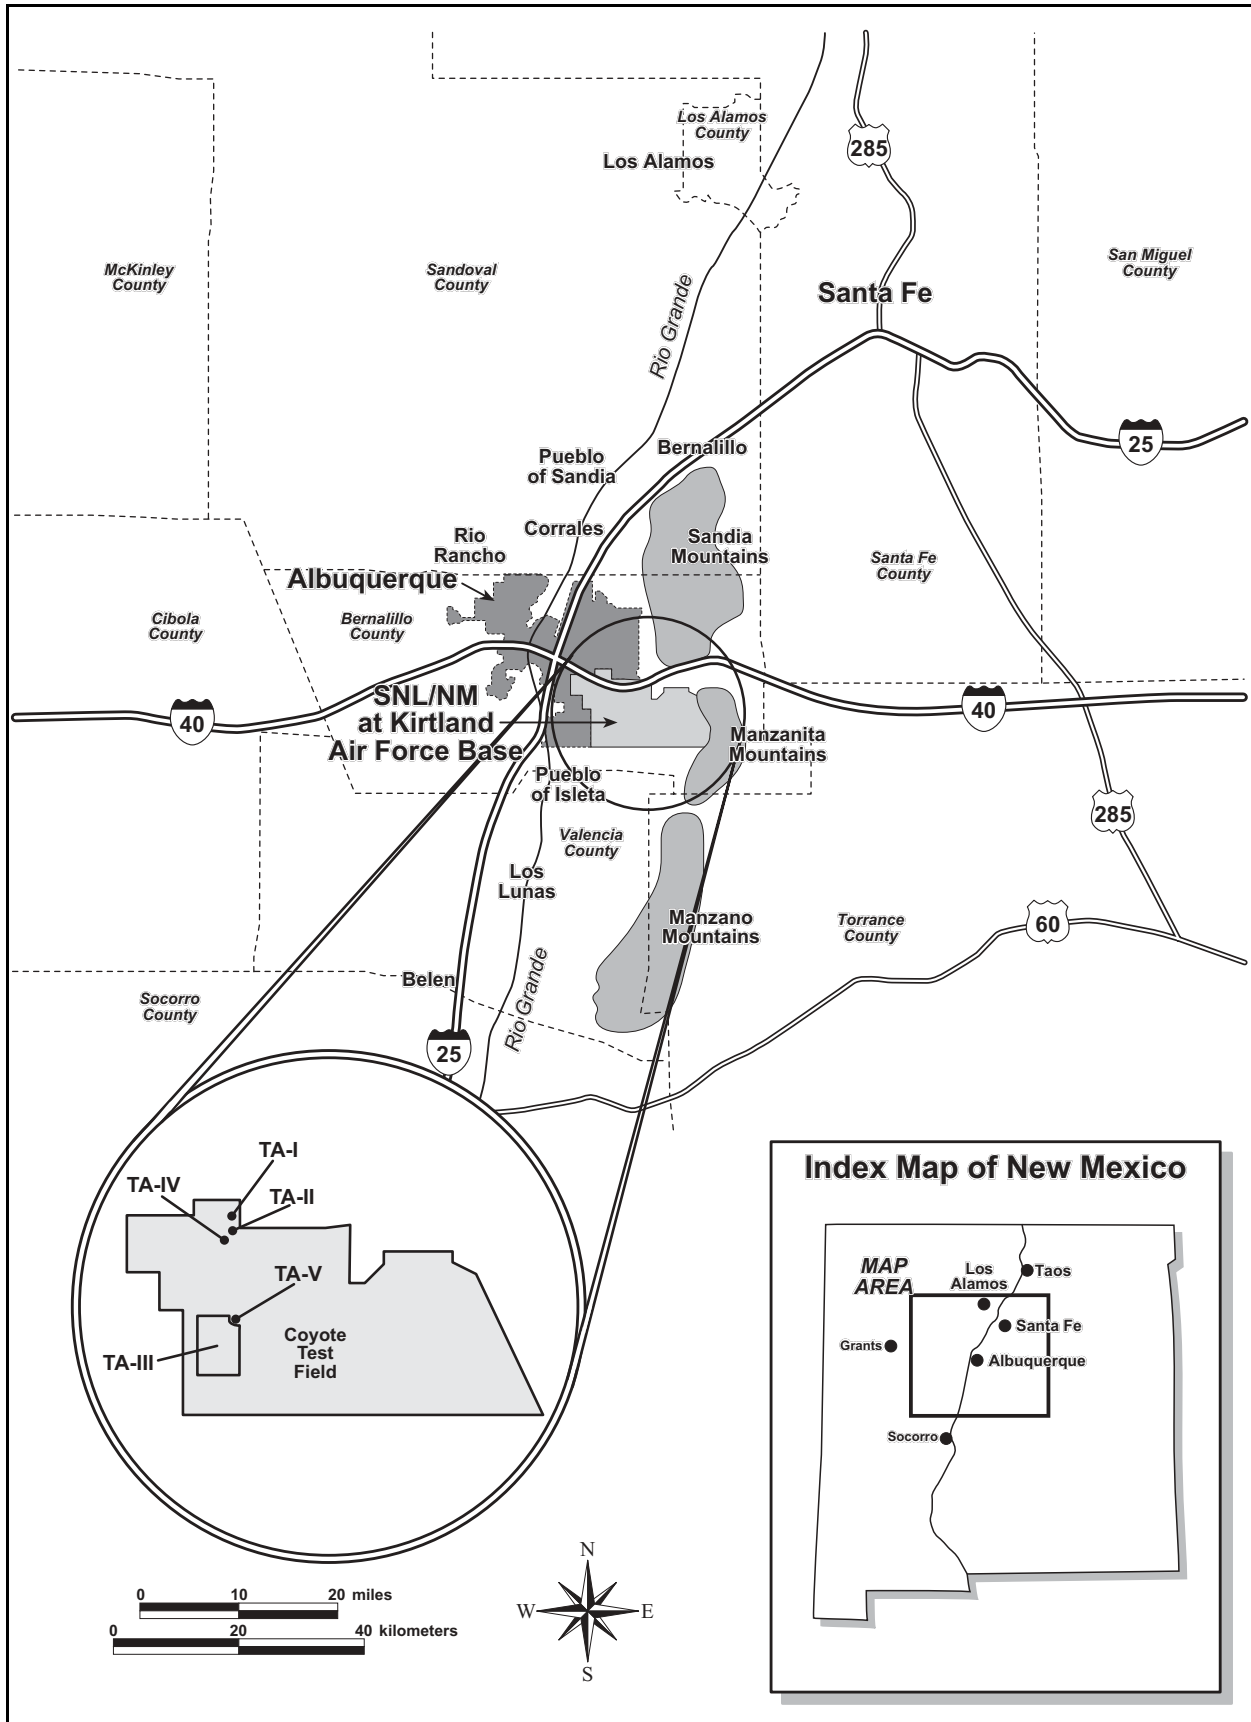 Los Alamos
County
Los Alamos
285
McKinley
County
Sandoval
County
San Miguel
County
Santa Fe
Rio Grande
25
Bernalillo
Pueblo
of Sandia
Corrales
Rio
Rancho
Sandia
Mountains
Santa Fe
County
Albuquerque
Cibola
County
Bernalillo
County
SNL/NM
at Kirtland
Air Force Base
40
40
Manzanita
Mountains
Pueblo
of Isleta
285
Valencia
County
Los
Lunas
Manzano
Mountains
Torrance
County
60
Belen
Rio Grande
Socorro
County
25
TA-I
TA-IV
TA-II
TA-V
Coyote
Test
Field
TA-III
Index Map of New Mexico
MAP
AREA
Los
Alamos
Taos
Santa Fe
Grants
Albuquerque
Socorro
N
W
E
S
0 10 20 miles
0 20 40 kilometers